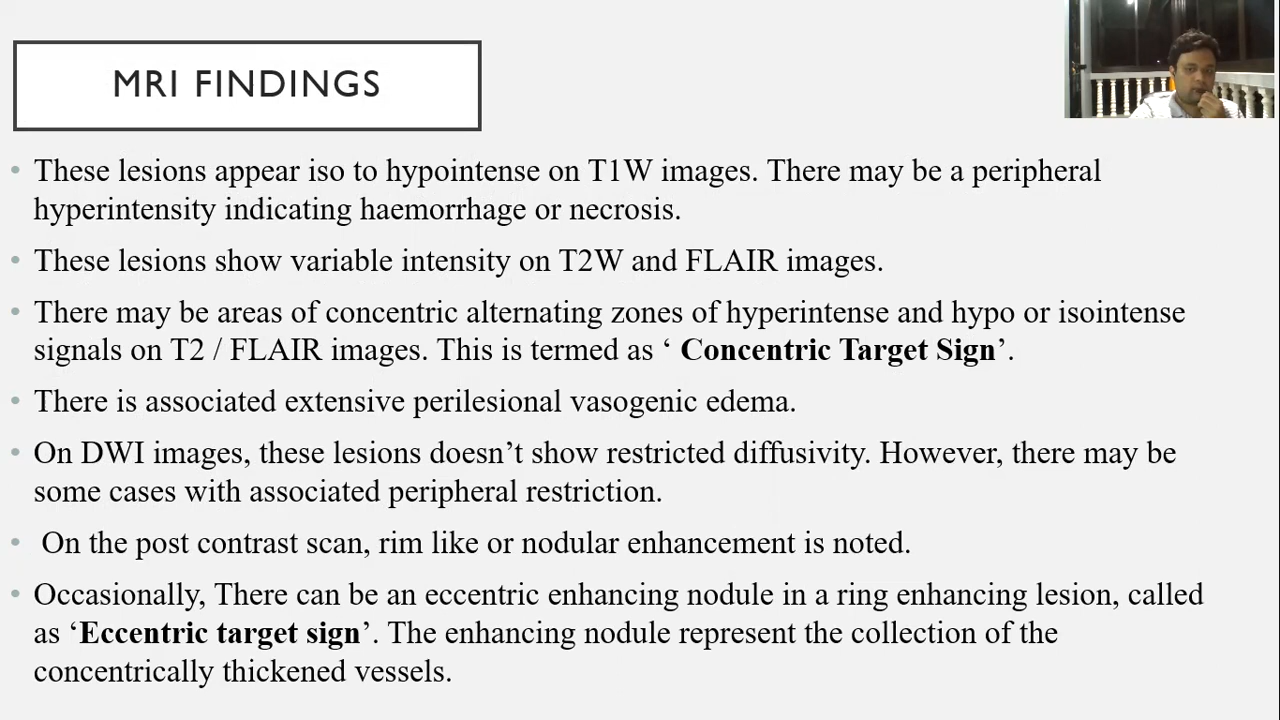 MRI FINDINGS
• These lesions appear iso to hypointense on T1W images. There may be a peripheral
hyperintensity indicating haemorrhage or necrosis.
• These lesions show variable intensity on T2W and FLAIR images.
• There may be areas of concentric alternating zones of hyperintense and hypo or isointense
signals on T2 / FLAIR images. This is termed as ‘ Concentric Target Sign’.
• There is associated extensive perilesional vasogenic edema.
• On DWI images, these lesions doesn’t show restricted diffusivity. However, there may be
some cases with associated peripheral restriction.
• On the post contrast scan, rim like or nodular enhancement is noted.
• Occasionally, There can be an eccentric enhancing nodule in a ring enhancing lesion, called
as ‘Eccentric target sign’. The enhancing nodule represent the collection of the
concentrically thickened vessels.